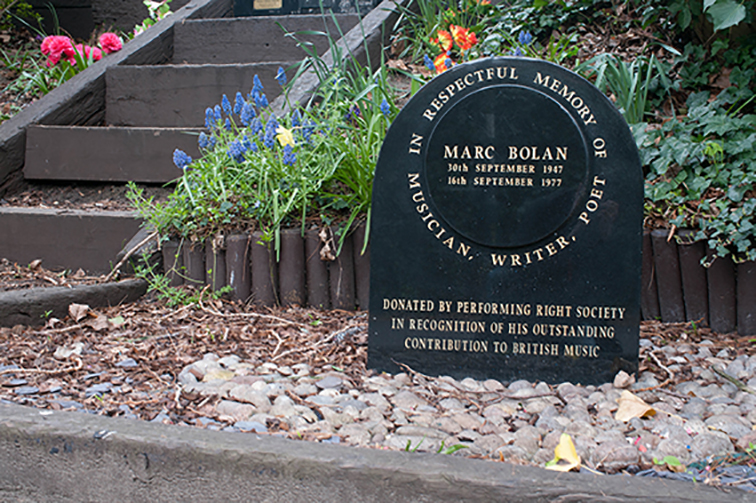 IN RESPECTFUL MEMORY OF
MARC BOLAN
30th SEPTEMBER 1947
16th SEPTEMBER 1977
MUSICIAN, WRITER, POET
DONATED BY PERFORMING RIGHT SOCIETY
IN RECOGNITION OF HIS OUTSTANDING
CONTRIBUTION TO BRITISH MUSIC